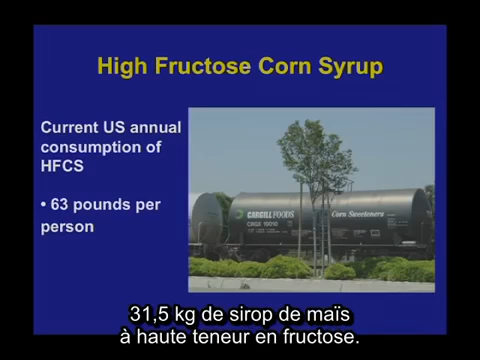 High Fructose Corn Syrup
Current US annual
consumption of
HFCS
• 63 pounds per
person
CARGILL FOODS
Corn Sweeteners
31,5 kg de sirop de maïs
à haute teneur en fructose.